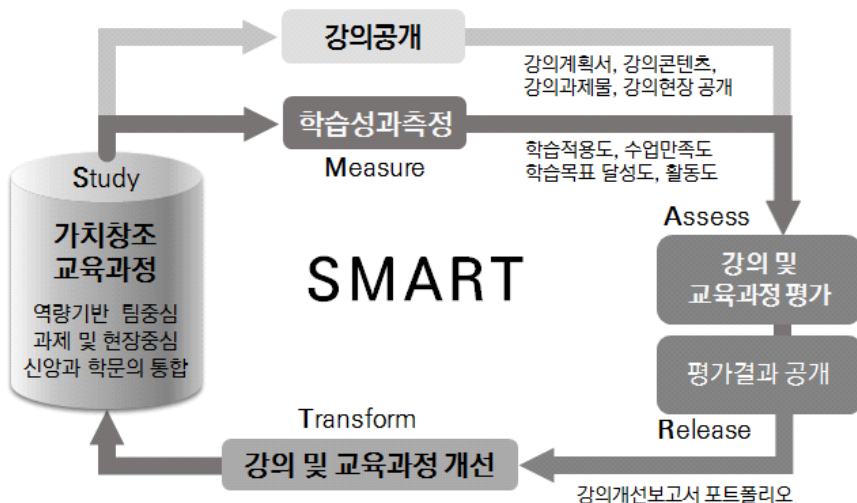 강의공개
강의계획서, 강의콘텐츠,
강의과제물, 강의현장 공개
학습성과측정
Measure
학습적용도, 수업만족도
학습목표 달성도, 활동도
Study
가치창조
교육과정
역량기반 팀중심
과제 및 현장중심
신앙과 학문의 통합
SMART
Assess
강의 및
교육과정 평가
평가결과 공개
Release
Transform
강의 및 교육과정 개선
강의개선보고서 포트폴리오